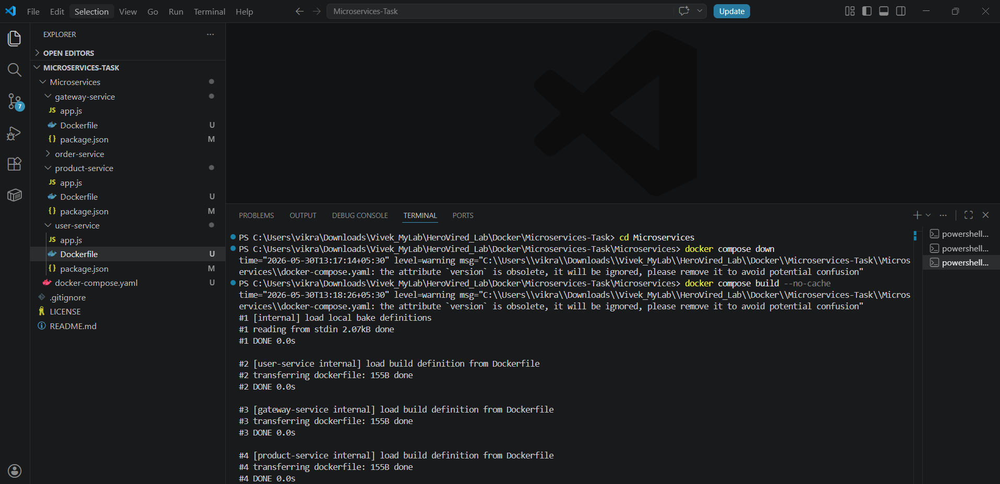 File Edit Selection View Go Run Terminal Help
Microservices-Task
Update
EXPLORER
OPEN EDITORS
MICROSERVICES-TASK
Microservices
gateway-service
JS app.js
Dockerfile U
{} package.json M
order-service
product-service
JS app.js
Dockerfile U
{} package.json M
user-service
JS app.js
Dockerfile U
{} package.json M
docker-compose.yaml U
.gitignore
LICENSE
README.md
7
PROBLEMS OUTPUT DEBUG CONSOLE TERMINAL PORTS
PS C:\Users\vikra\Downloads\Vivek_MyLab\HeroVired_Lab\Docker\Microservices-Task> cd Microservices
PS C:\Users\vikra\Downloads\Vivek_MyLab\HeroVired_Lab\Docker\Microservices-Task\Microservices> docker compose down
time="2026-05-30T13:17:14+05:30" level=warning msg="C:\\Users\\vikra\\Downloads\\Vivek_MyLab\\HeroVired_Lab\\Docker\\Microservices-Task\\Micros
ervices\\docker-compose.yaml: the attribute `version` is obsolete, it will be ignored, please remove it to avoid potential confusion"
PS C:\Users\vikra\Downloads\Vivek_MyLab\HeroVired_Lab\Docker\Microservices-Task\Microservices> docker compose build --no-cache
time="2026-05-30T13:18:26+05:30" level=warning msg="C:\\Users\\vikra\\Downloads\\Vivek_MyLab\\HeroVired_Lab\\Docker\\Microservices-Task\\Micros
ervices\\docker-compose.yaml: the attribute `version` is obsolete, it will be ignored, please remove it to avoid potential confusion"
#1 [internal] load local bake definitions
#1 reading from stdin 2.07kB done
#1 DONE 0.0s
#2 [user-service internal] load build definition from Dockerfile
#2 transferring dockerfile: 155B done
#2 DONE 0.0s
#3 [gateway-service internal] load build definition from Dockerfile
#3 transferring dockerfile: 155B done
#3 DONE 0.0s
#4 [product-service internal] load build definition from Dockerfile
#4 transferring dockerfile: 155B done
#4 DONE 0.0s
powershell...
powershell...
powershell...